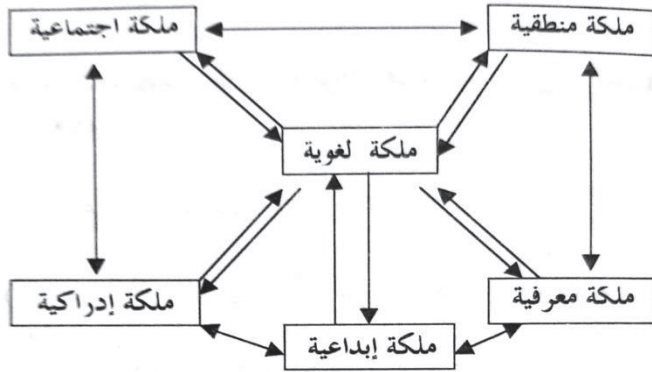 ملكة منطقية
ملكة اجتماعية
ملكة لغوية
ملكة معرفية
ملكة إدراكية
ملكة إبداعية